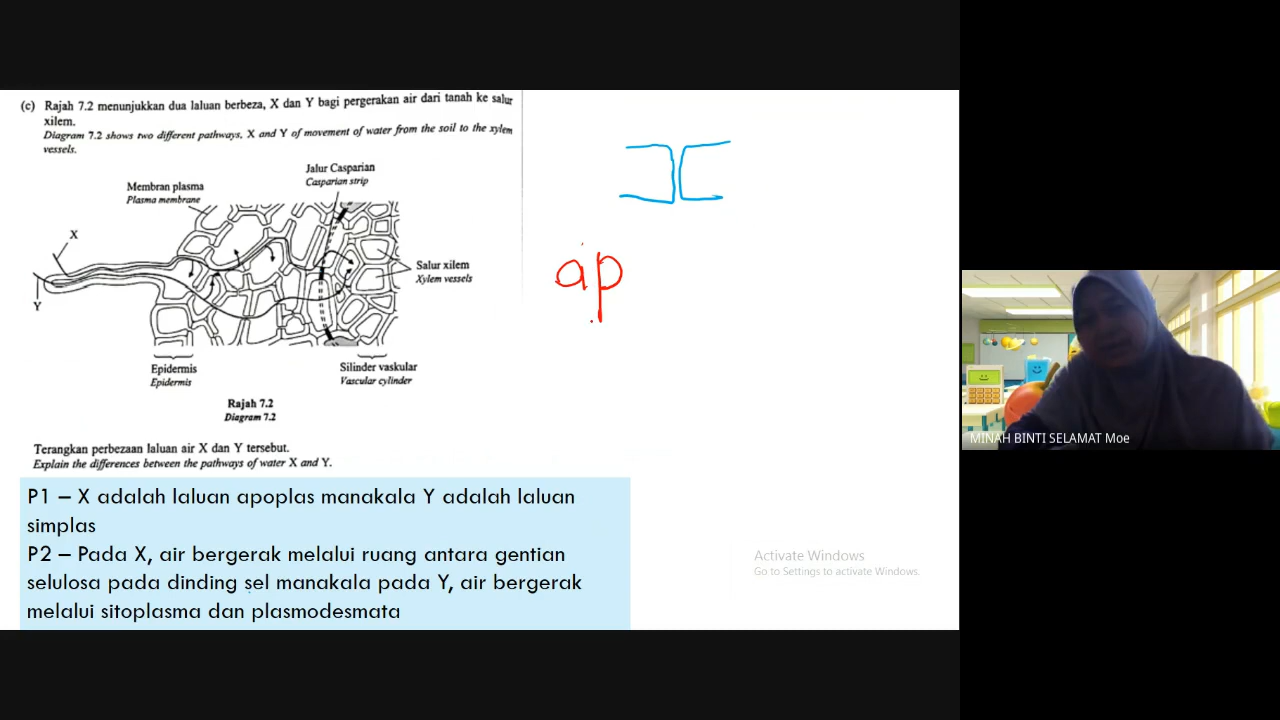 (c) Rajah 7.2 menunjukkan dua laluan berbeza, X dan Y bagi pergerakan air dari tanah ke salur
xilem.
Diagram 7.2 shows two different pathways, X and Y of movement of water from the soil to the xylem
vessels.
Jalur Casparian
Casparian strip
Membran plasma
Plasma membrane
X
Salur xilem
Xylem vessels
Y
Epidermis
Epidermis
Silinder vaskular
Vascular cylinder
Rajah 7.2
Diagram 7.2
Terangkan perbezaan laluan air X dan Y tersebut.
Explain the differences between the pathways of water X and Y.
P1 – X adalah laluan apoplas manakala Y adalah laluan
simplas
P2 – Pada X, air bergerak melalui ruang antara gentian
selulosa pada dinding sel manakala pada Y, air bergerak
melalui sitoplasma dan plasmodesmata
ap
Activate Windows
Go to Settings to activate Windows.
MINAH BINTI SELAMAT Moe